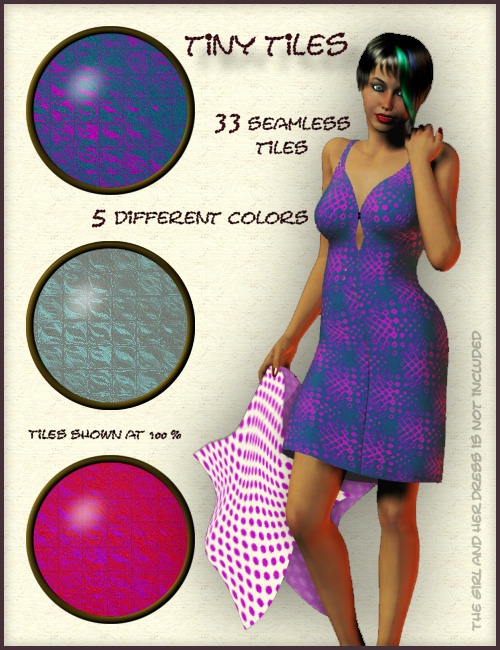 TINY TILES
33 SEAMLESS
TILES
5 DIFFERENT COLORS
TILES SHOWN AT 100 %
THE GIRL AND HER DRESS IS NOT INCLUDED